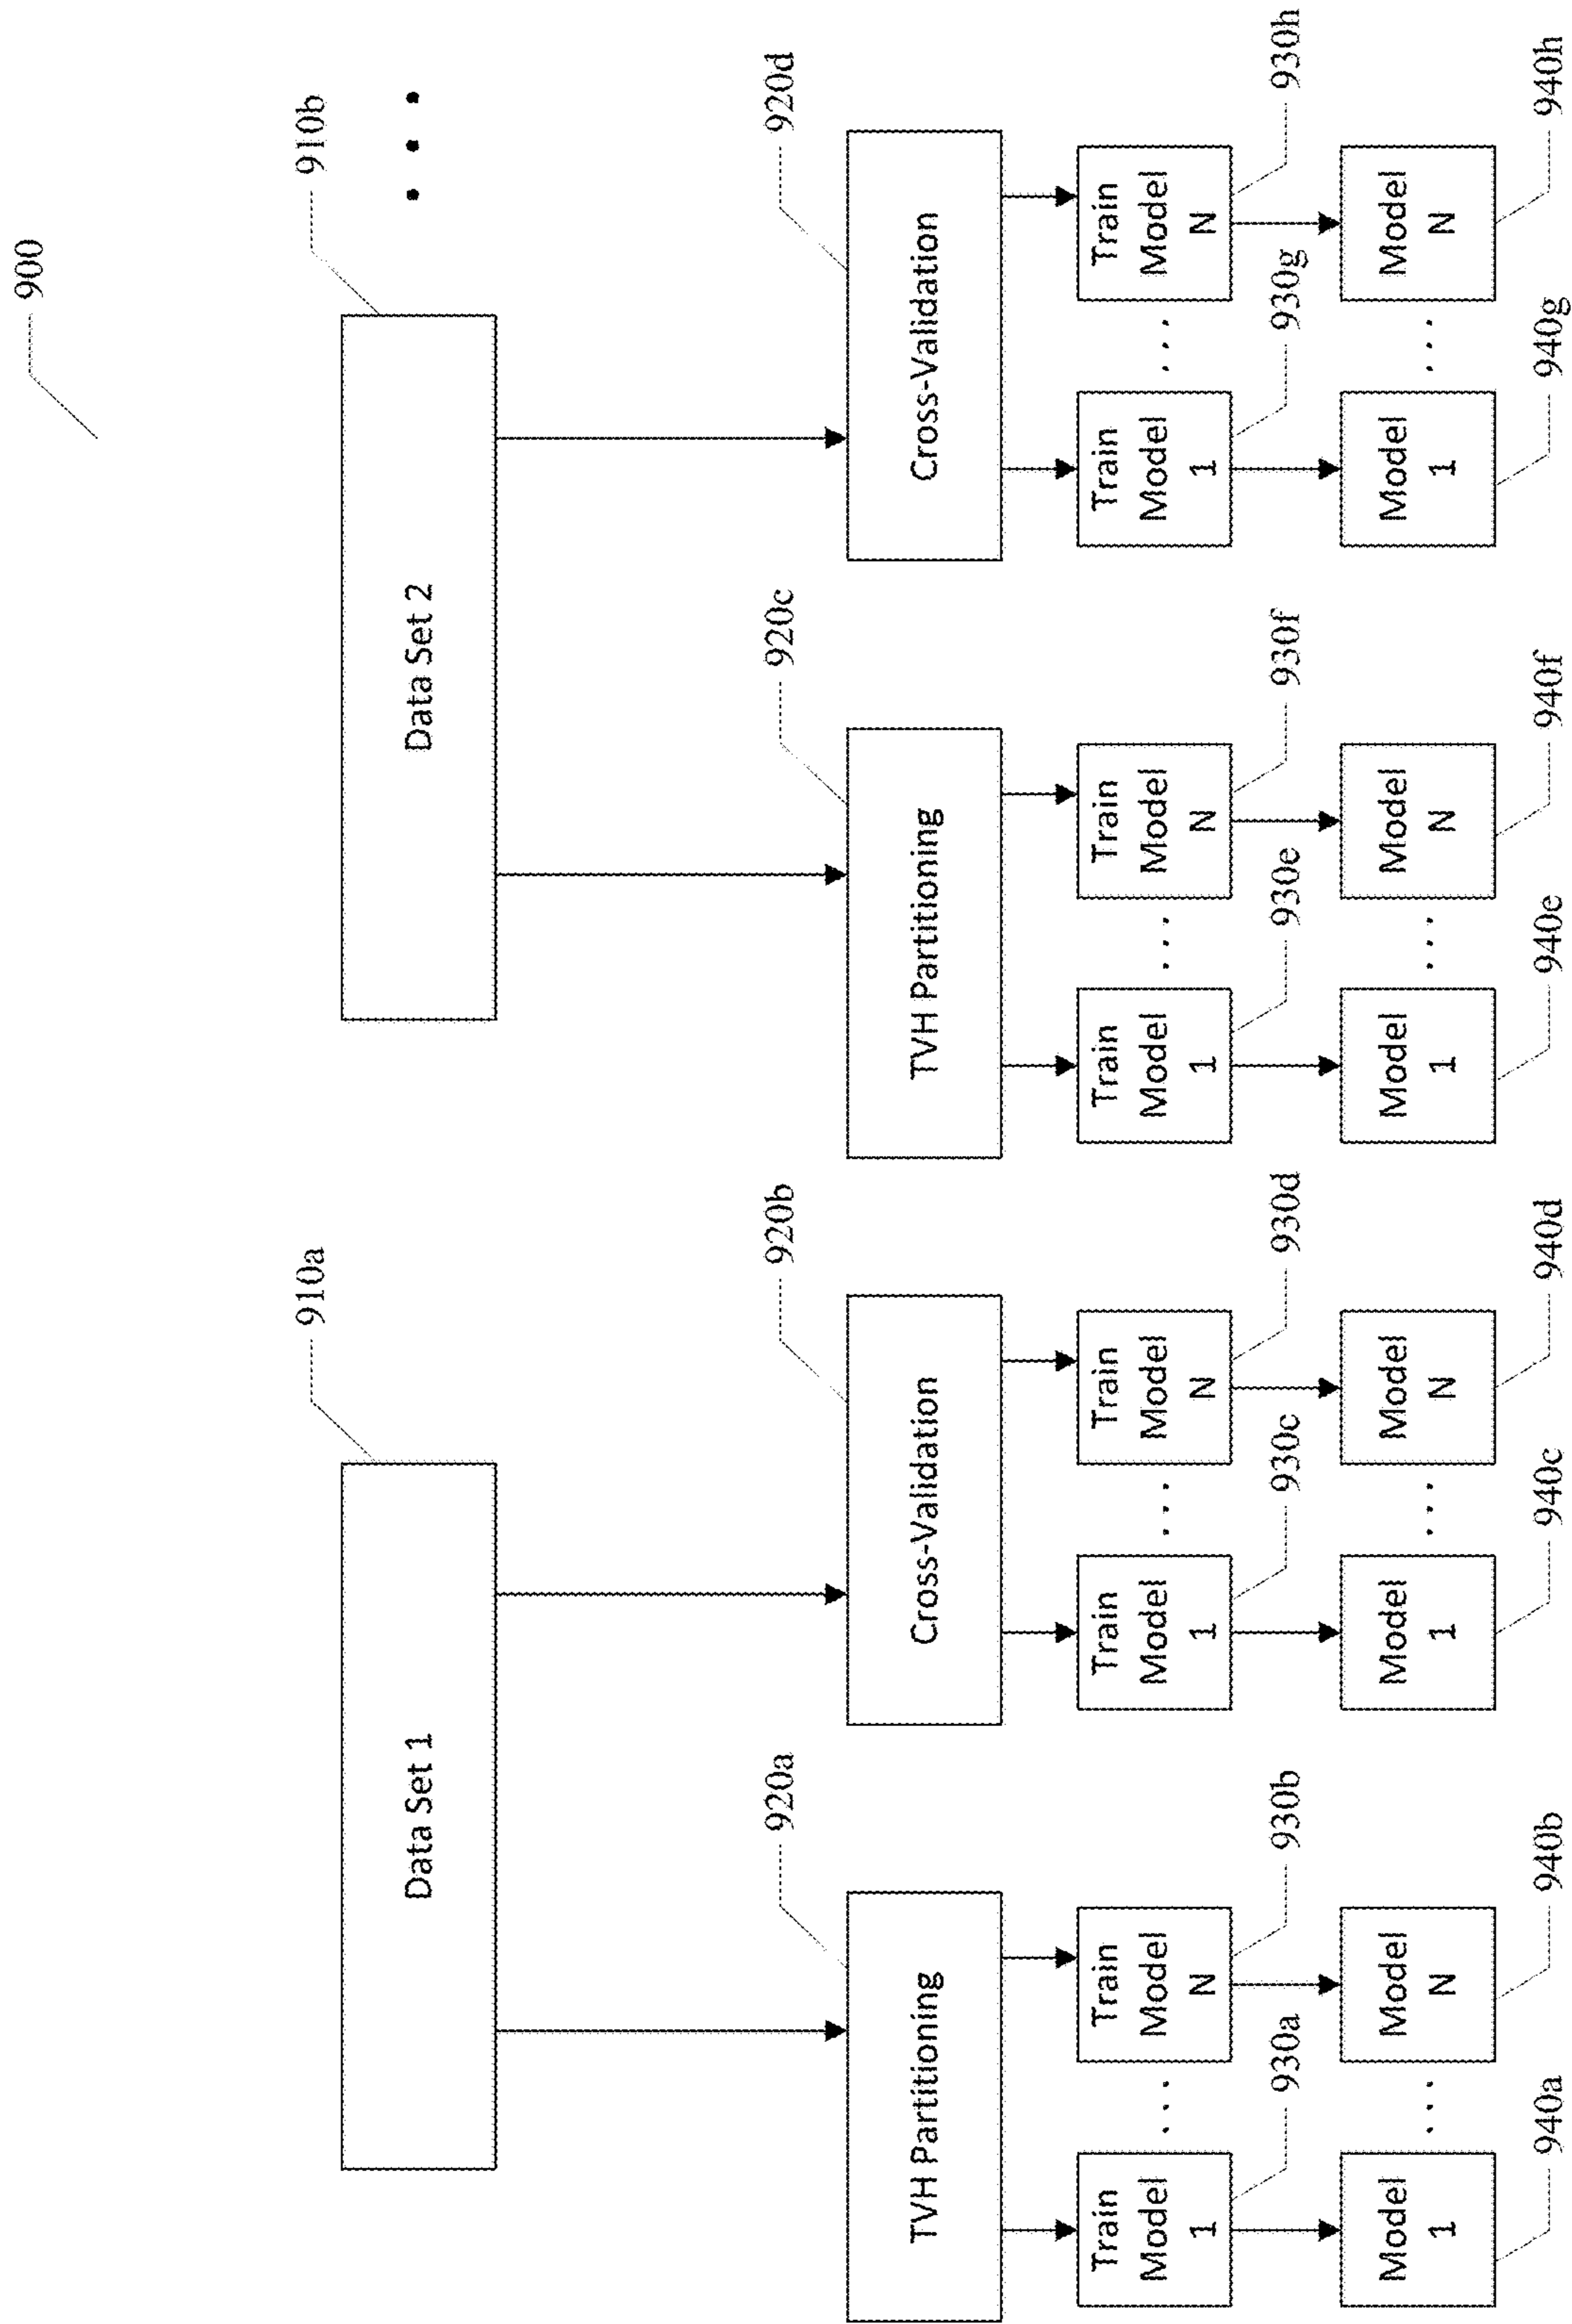 900
910a
910b
Data Set 1
Data Set 2
• • •
920a
920b
920c
920d
TVH Partitioning
Cross-Validation
TVH Partitioning
Cross-Validation
Train
Model
1
...
Train
Model
N
Train
Model
1
...
Train
Model
N
Train
Model
1
...
Train
Model
N
Train
Model
1
...
Train
Model
N
930a
930b
930c
930d
930e
930f
930g
930h
Model
1
...
Model
N
Model
1
...
Model
N
Model
1
...
Model
N
Model
1
...
Model
N
940a
940b
940c
940d
940e
940f
940g
940h